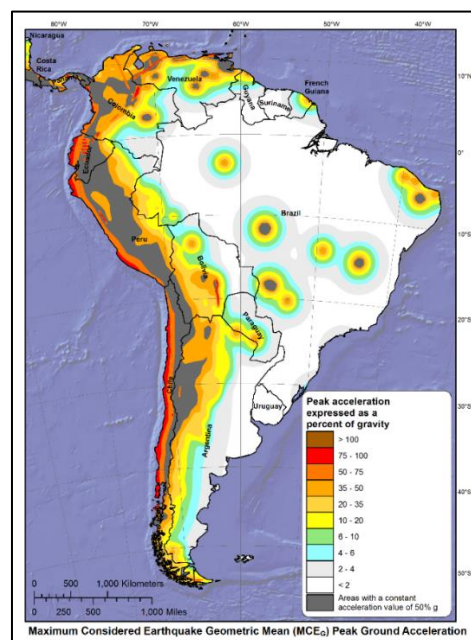 Nicaragua
Costa
Rica
Panama
Venezuela
Guyana
Suriname
French
Guiana
Colombia
Ecuador
Peru
Brazil
Bolivia
Paraguay
Chile
Argentina
Uruguay
80°W
70°W
60°W
50°W
40°W
10°N
0°
10°S
20°S
30°S
40°S
50°S
Peak acceleration
expressed as a
percent of gravity
> 100
75 - 100
50 - 75
35 - 50
20 - 35
10 - 20
6 - 10
4 - 6
2 - 4
< 2
Areas with a constant
acceleration value of 50% g
0 500 1,000 Kilometers
0 500 1,000 Miles
Maximum Considered Earthquake Geometric Mean (MCEG) Peak Ground Acceleration